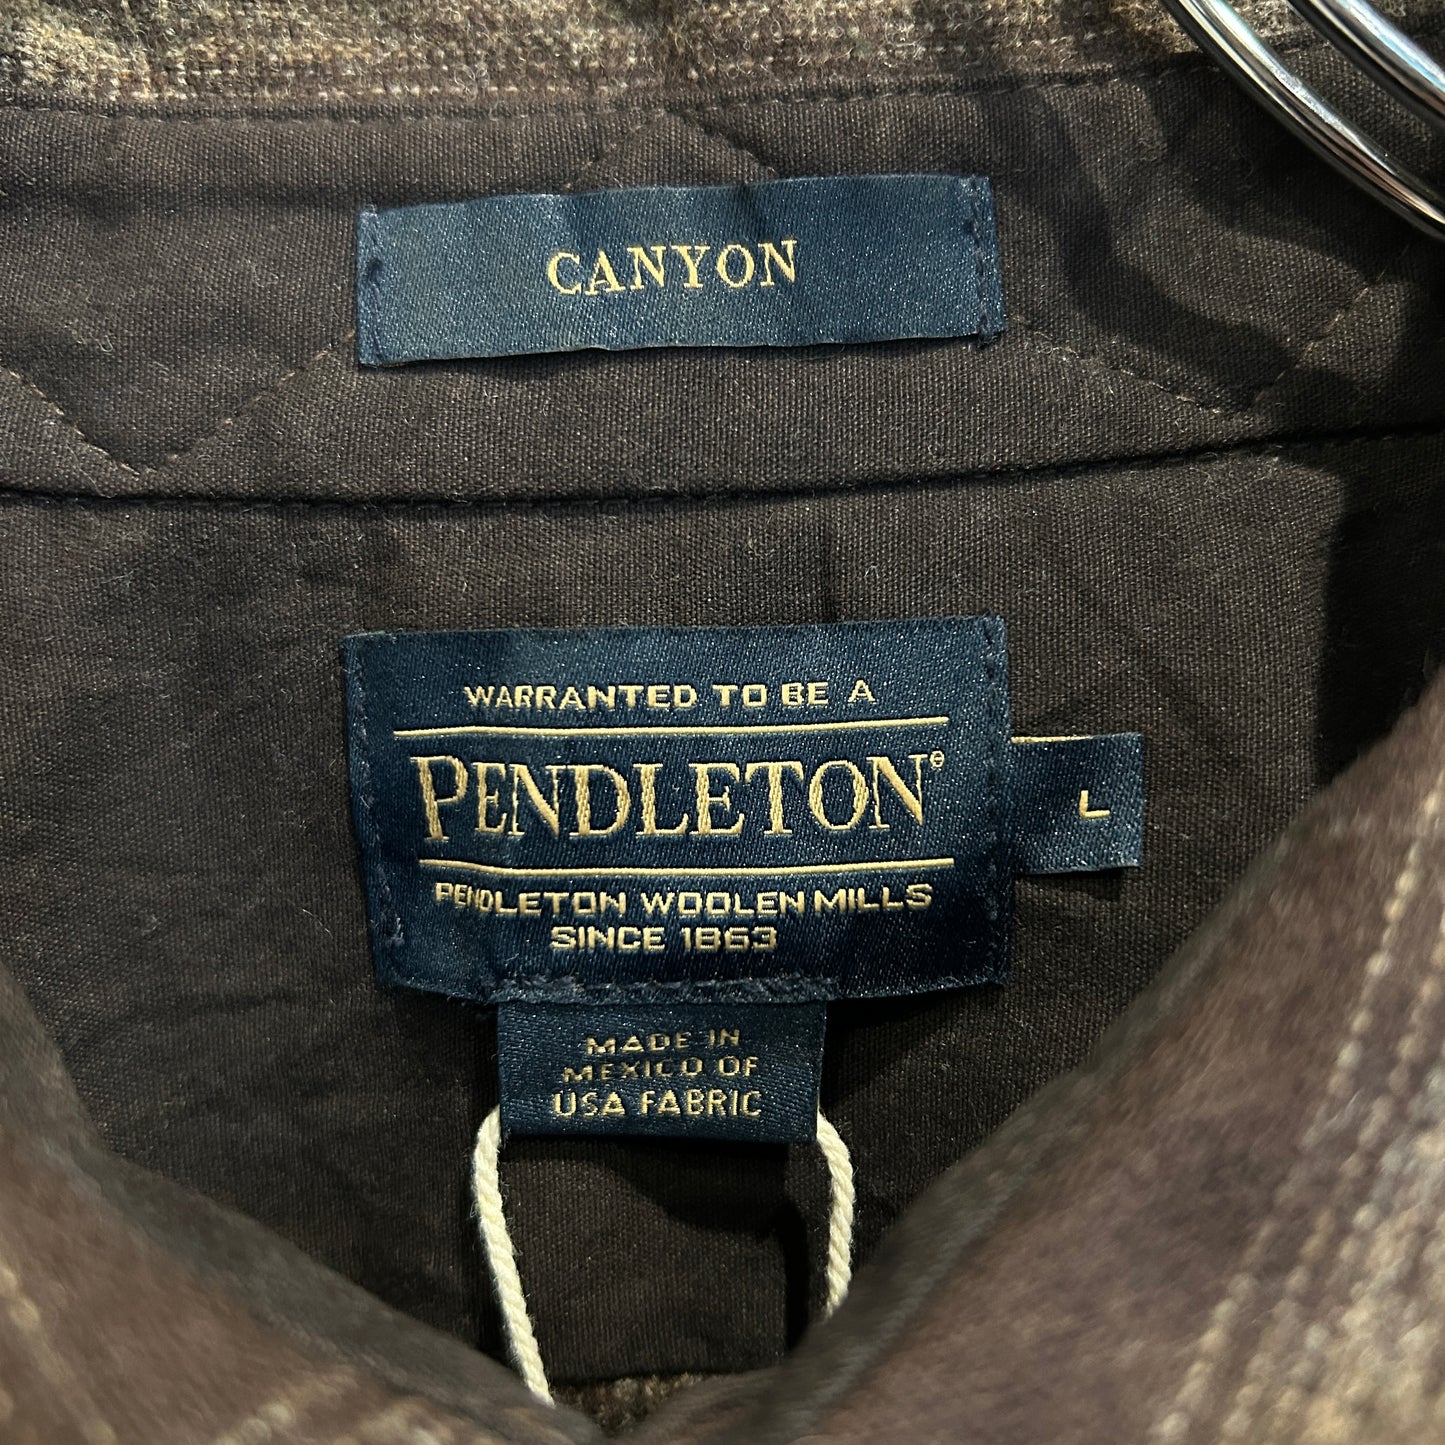 CANYON
WARRANTED TO BE A
PENDLETON®
L
PENDLETON WOOLEN MILLS
SINCE 1863
MADE IN
MEXICO OF
USA FABRIC